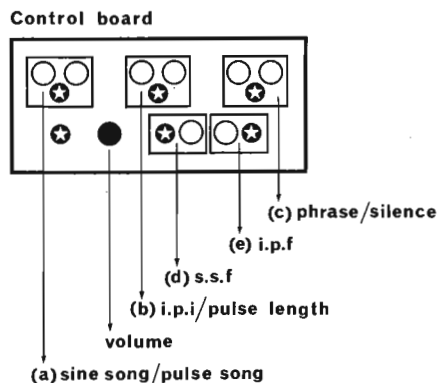 Control board
(c) phrase/silence
(e) i.p.f
(d) s.s.f
(b) i.p.i/pulse length
volume
(a) sine song/pulse song